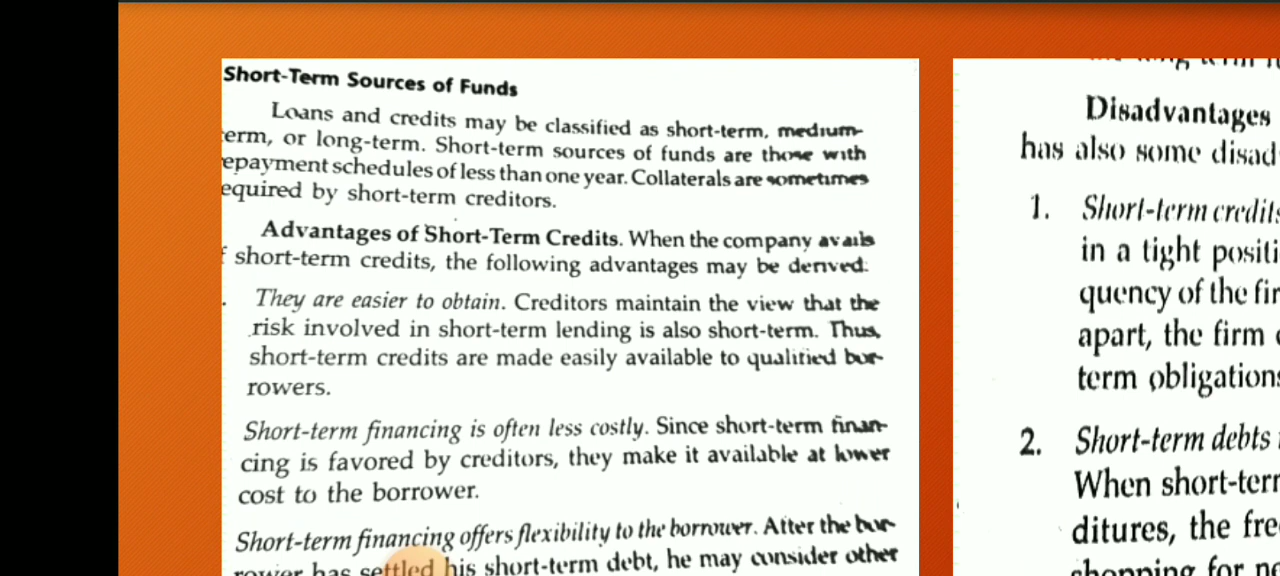 Short-Term Sources of Funds
Loans and credits may be classified as short-term, medium-
erm, or long-term. Short-term sources of funds are those with
epayment schedules of less than one year. Collaterals are sometimes
equired by short-term creditors.
Advantages of Short-Term Credits. When the company avails
f short-term credits, the following advantages may be derived:
. They are easier to obtain. Creditors maintain the view that the
risk involved in short-term lending is also short-term. Thus,
short-term credits are made easily available to qualified bor-
rowers.
Short-term financing is often less costly. Since short-term finan-
cing is favored by creditors, they make it available at lower
cost to the borrower.
Short-term financing offers flexibility to the borrower. After the bor-
rower has settled his short-term debt, he may consider other
Disadvantages
has also some disad
1. Short-term credits
in a tight positi
quency of the fir
apart, the firm
term obligations
2. Short-term debts
When short-terr
ditures, the fre
shopping for ne